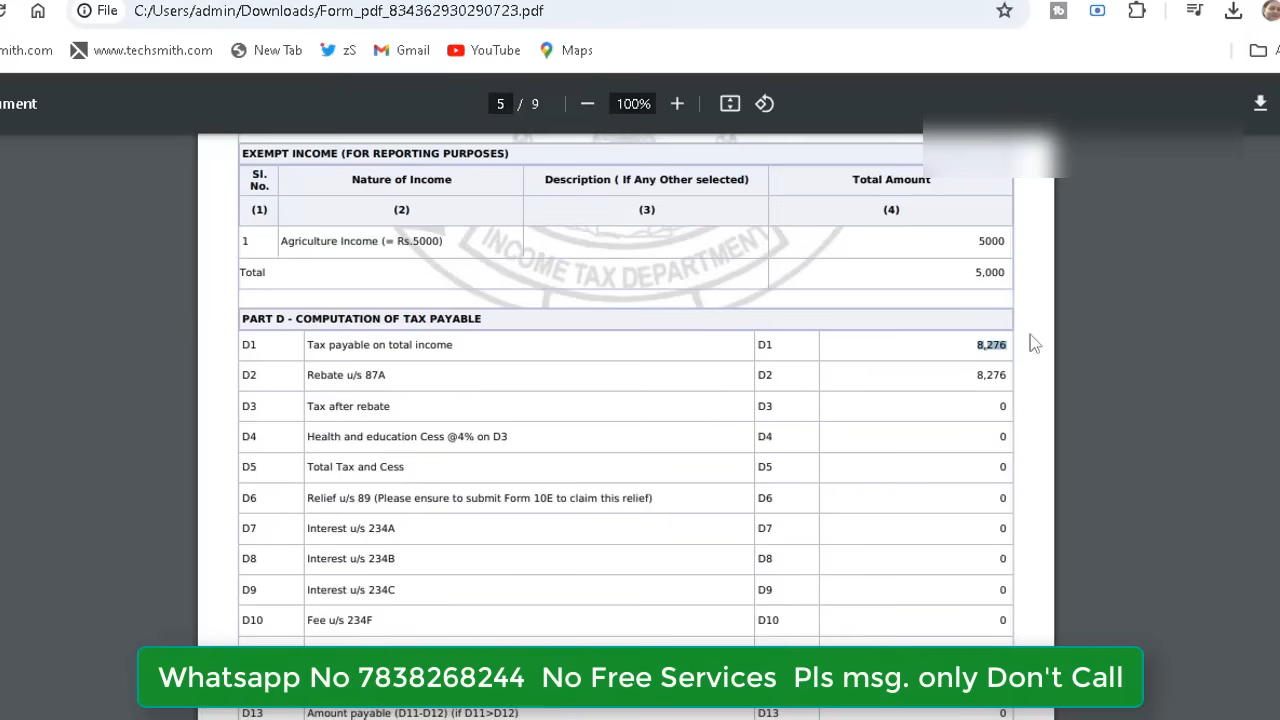 File C:/Users/admin/Downloads/Form_pdf_834362930290723.pdf
mith.com www.techsmith.com New Tab zS Gmail YouTube Maps
ument 5 / 9 100%
EXEMPT INCOME (FOR REPORTING PURPOSES)
Sl. No. Nature of Income Description ( If Any Other selected) Total Amount
(1) (2) (3) (4)
1 Agriculture Income (= Rs.5000) 5000
INCOME TAX DEPARTMENT
Total 5,000
PART D - COMPUTATION OF TAX PAYABLE
D1 Tax payable on total income D1 8,276
D2 Rebate u/s 87A D2 8,276
D3 Tax after rebate D3 0
D4 Health and education Cess @4% on D3 D4 0
D5 Total Tax and Cess D5 0
D6 Relief u/s 89 (Please ensure to submit Form 10E to claim this relief) D6 0
D7 Interest u/s 234A D7 0
D8 Interest u/s 234B D8 0
D9 Interest u/s 234C D9 0
D10 Fee u/s 234F D10 0
Whatsapp No 7838268244 No Free Services Pls msg. only Don't Call
D13 Amount payable (D11-D12) (if D11>D12) D13 0